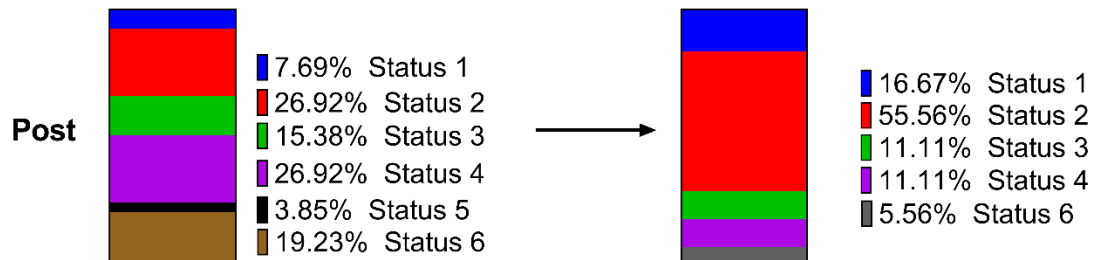 Post
7.69% Status 1
26.92% Status 2
15.38% Status 3
26.92% Status 4
3.85% Status 5
19.23% Status 6
16.67% Status 1
55.56% Status 2
11.11% Status 3
11.11% Status 4
5.56% Status 6